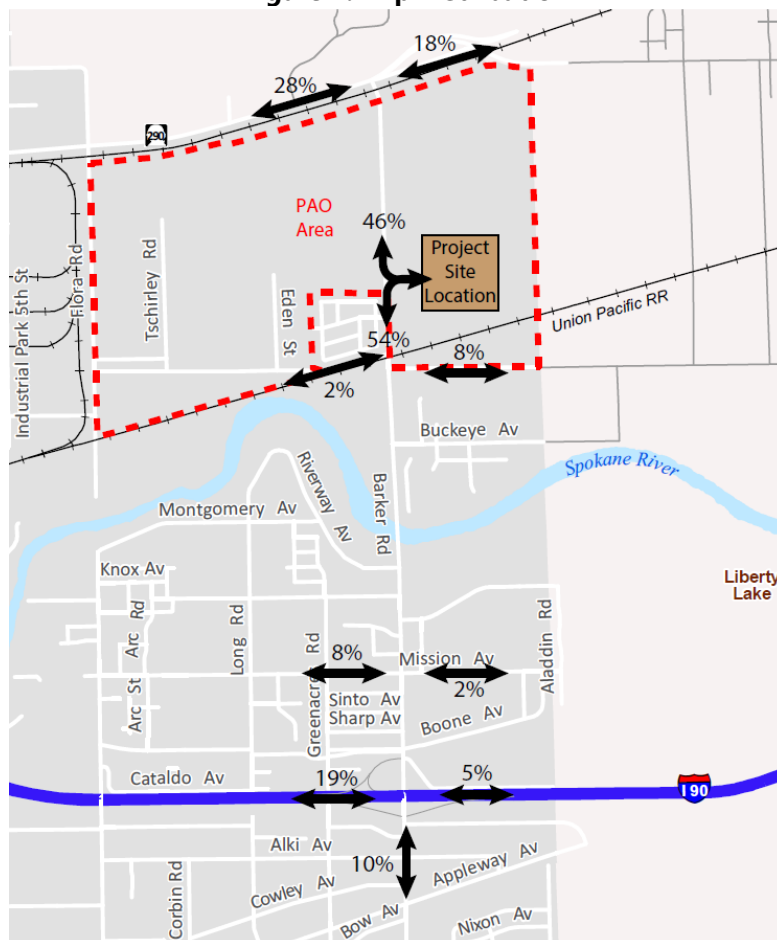 18%
28%
290
PAO
Area
46%
Project
Site
Location
Flora Rd
Tschirley Rd
Eden St
Industrial Park 5th St
Union Pacific RR
54%
8%
2%
Buckeye Av
Spokane River
Riverway Av
Barker Rd
Montgomery Av
Knox Av
Liberty
Lake
Arc Rd
Long Rd
Greenacre Rd
Aladdin Rd
Arc St
8%
Mission Av
2%
Sinto Av
Sharp Av
Boone Av
Cataldo Av
19%
5%
I 90
Alki Av
10%
Appleway Av
Corbin Rd
Cowley Av
Bow Av
Nixon Av